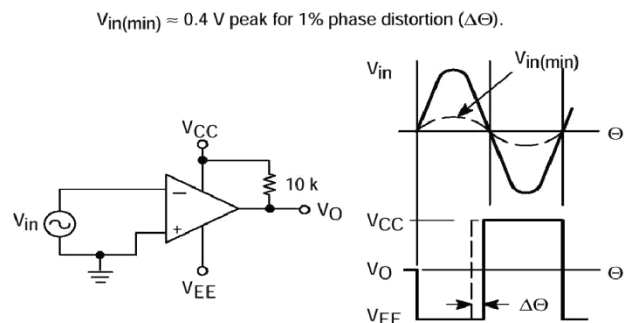 Vin(min) ≈ 0.4 V peak for 1% phase distortion (ΔΘ).
Vin
Vin(min)
Θ
VCC
10 k
Vin
−
+
VO
VEE
VCC
VO
Θ
ΔΘ
VEE